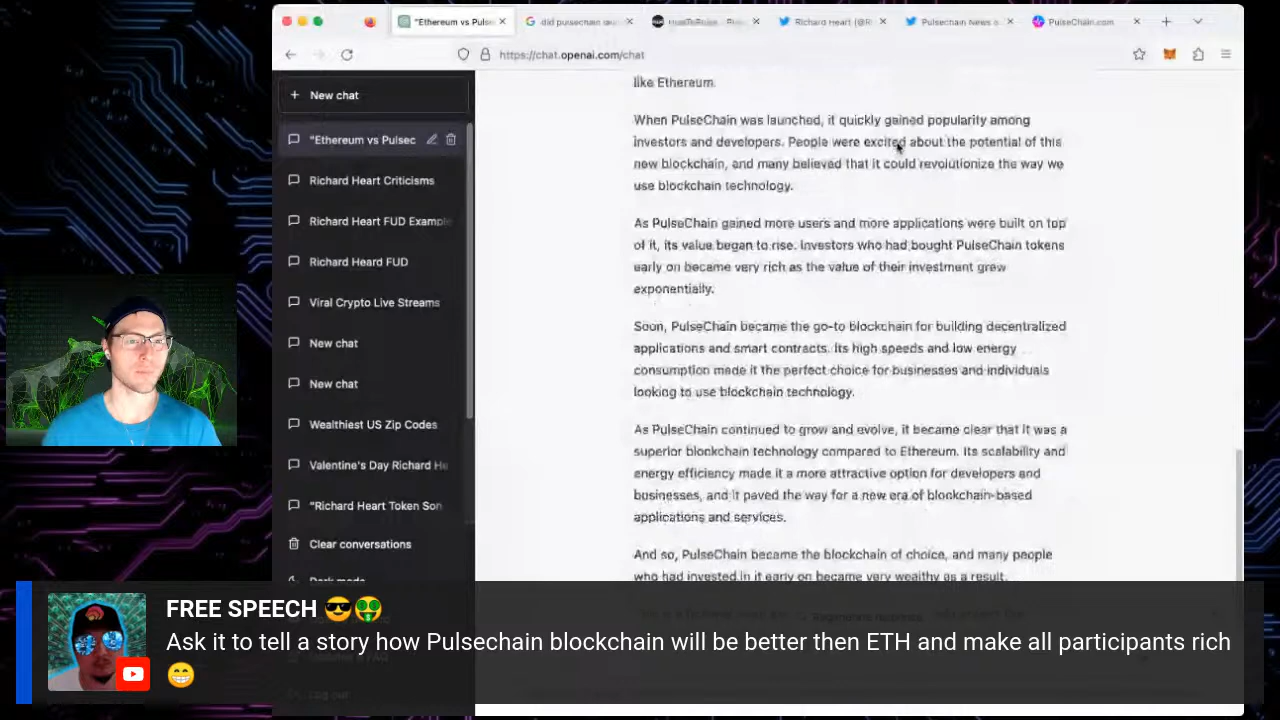 "Ethereum vs Pulse
did pulsechain
Richard Heart (@R
Pulsechain News
PulseChain.com
https://chat.openai.com/chat
New chat
"Ethereum vs Pulsec
Richard Heart Criticisms
Richard Heart FUD Example
Richard Heard FUD
Viral Crypto Live Streams
New chat
New chat
Wealthiest US Zip Codes
Valentine's Day Richard He
"Richard Heart Token Son
Clear conversations
Dark mode
like Ethereum.
When PulseChain was launched, it quickly gained popularity among
investors and developers. People were excited about the potential of this
new blockchain, and many believed that it could revolutionize the way we
use blockchain technology.
As PulseChain gained more users and more applications were built on top
of it, its value began to rise. Investors who had bought PulseChain tokens
early on became very rich as the value of their investment grew
exponentially.
Soon, PulseChain became the go-to blockchain for building decentralized
applications and smart contracts. Its high speeds and low energy
consumption made it the perfect choice for businesses and individuals
looking to use blockchain technology.
As PulseChain continued to grow and evolve, it became clear that it was a
superior blockchain technology compared to Ethereum. Its scalability and
energy efficiency made it a more attractive option for developers and
businesses, and it paved the way for a new era of blockchain-based
applications and services.
And so, PulseChain became the blockchain of choice, and many people
who had invested in it early on became very wealthy as a result.
Regenerate response
Log out
FREE SPEECH 😎🤑
Ask it to tell a story how Pulsechain blockchain will be better then ETH and make all participants rich
😁